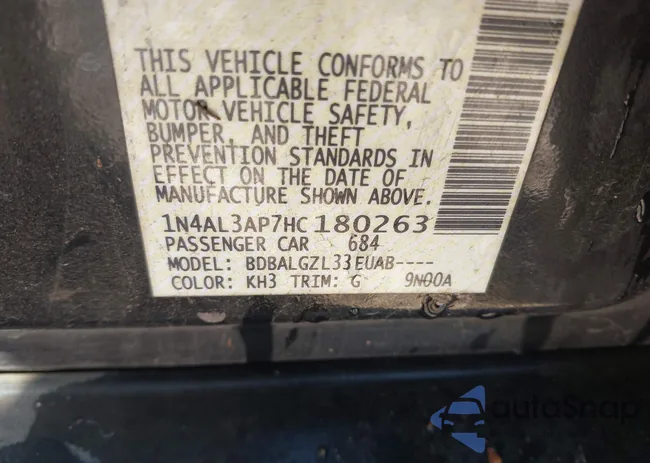 THIS VEHICLE CONFORMS TO
ALL APPLICABLE FEDERAL
MOTOR VEHICLE SAFETY,
BUMPER, AND THEFT
PREVENTION STANDARDS IN
EFFECT ON THE DATE OF
MANUFACTURE SHOWN ABOVE.
1N4AL3AP7HC180263
PASSENGER CAR 684
MODEL: BDBALGZL33EUAB----
COLOR: KH3 TRIM: G 9N00A
autoSnap